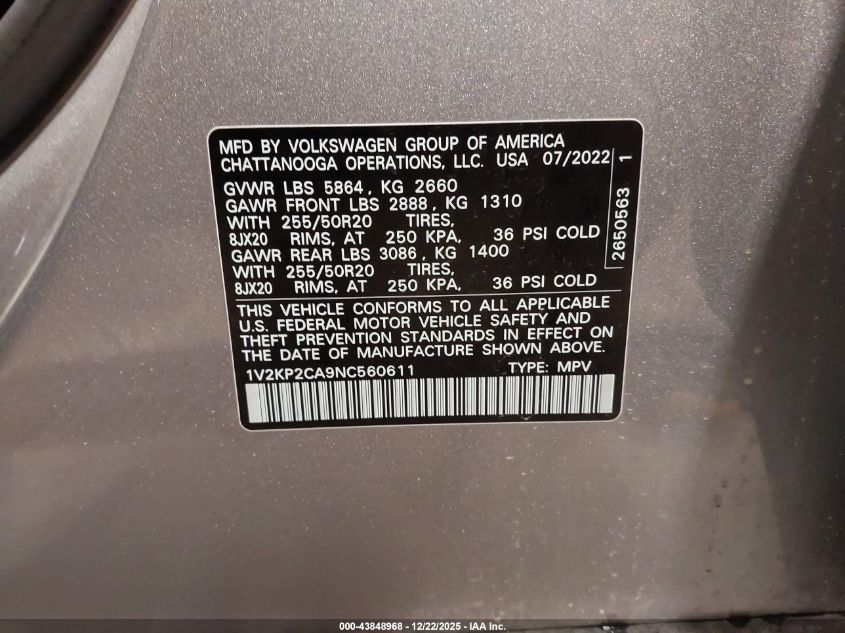 MFD BY VOLKSWAGEN GROUP OF AMERICA
CHATTANOOGA OPERATIONS, LLC. USA 07/2022
GVWR LBS 5864, KG 2660
GAWR FRONT LBS 2888, KG 1310
WITH 255/50R20 TIRES,
8JX20 RIMS, AT 250 KPA, 36 PSI COLD
GAWR REAR LBS 3086, KG 1400
WITH 255/50R20 TIRES,
8JX20 RIMS, AT 250 KPA, 36 PSI COLD
THIS VEHICLE CONFORMS TO ALL APPLICABLE
U.S. FEDERAL MOTOR VEHICLE SAFETY AND
THEFT PREVENTION STANDARDS IN EFFECT ON
THE DATE OF MANUFACTURE SHOWN ABOVE.
1V2KP2CA9NC560611 TYPE: MPV
2650563 1
000-43848968 - 12/22/2025 - IAA Inc.